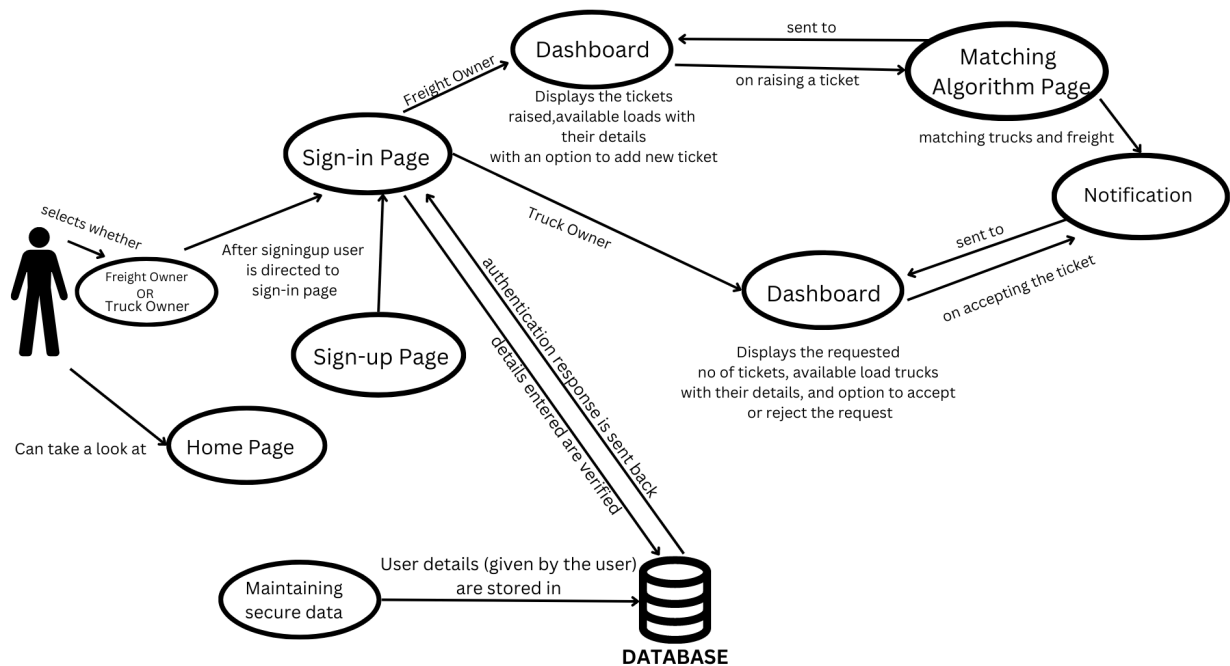 sent to
Dashboard
Matching
Algorithm Page
Freight Owner
on raising a ticket
Displays the tickets
raised,available loads with
their details
with an option to add new ticket
matching trucks and freight
Sign-in Page
Notification
selects whether
Truck Owner
sent to
After signingup user
is directed to
sign-in page
Freight Owner
OR
Truck Owner
Dashboard
on accepting the ticket
authentication response is sent back
details entered are verified
Sign-up Page
Displays the requested
no of tickets, available load trucks
with their details, and option to accept
or reject the request
Can take a look at
Home Page
User details (given by the user)
are stored in
Maintaining
secure data
DATABASE